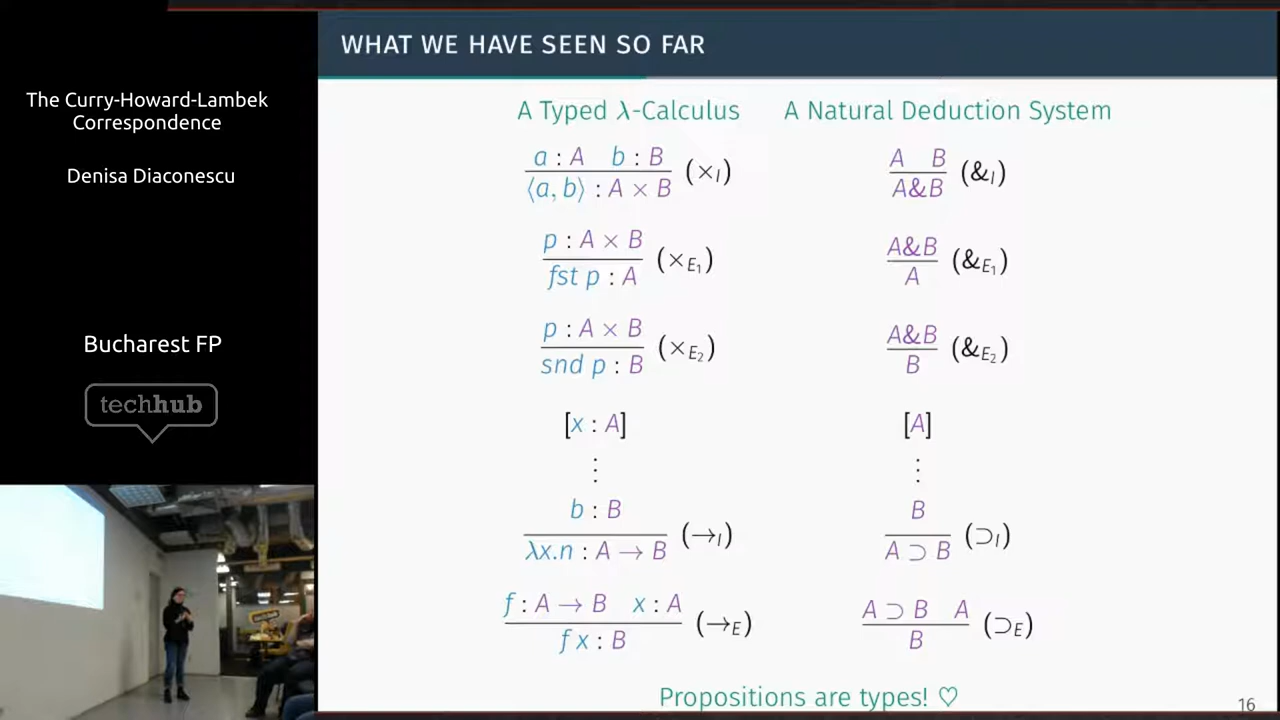 The Curry-Howard-Lambek
Correspondence
Denisa Diaconescu
Bucharest FP
techhub
WHAT WE HAVE SEEN SO FAR
A Typed λ-Calculus
a : A b : B
⟨a, b⟩ : A × B (×I)
p : A × B
fst p : A (×E1)
p : A × B
snd p : B (×E2)
[x : A]
⋮
b : B
λx.n : A → B (→I)
f : A → B x : A
f x : B (→E)
A Natural Deduction System
A B
A&B (&I)
A&B
A (&E1)
A&B
B (&E2)
[A]
⋮
B
A ⊃ B (⊃I)
A ⊃ B A
B (⊃E)
Propositions are types! ♡
16